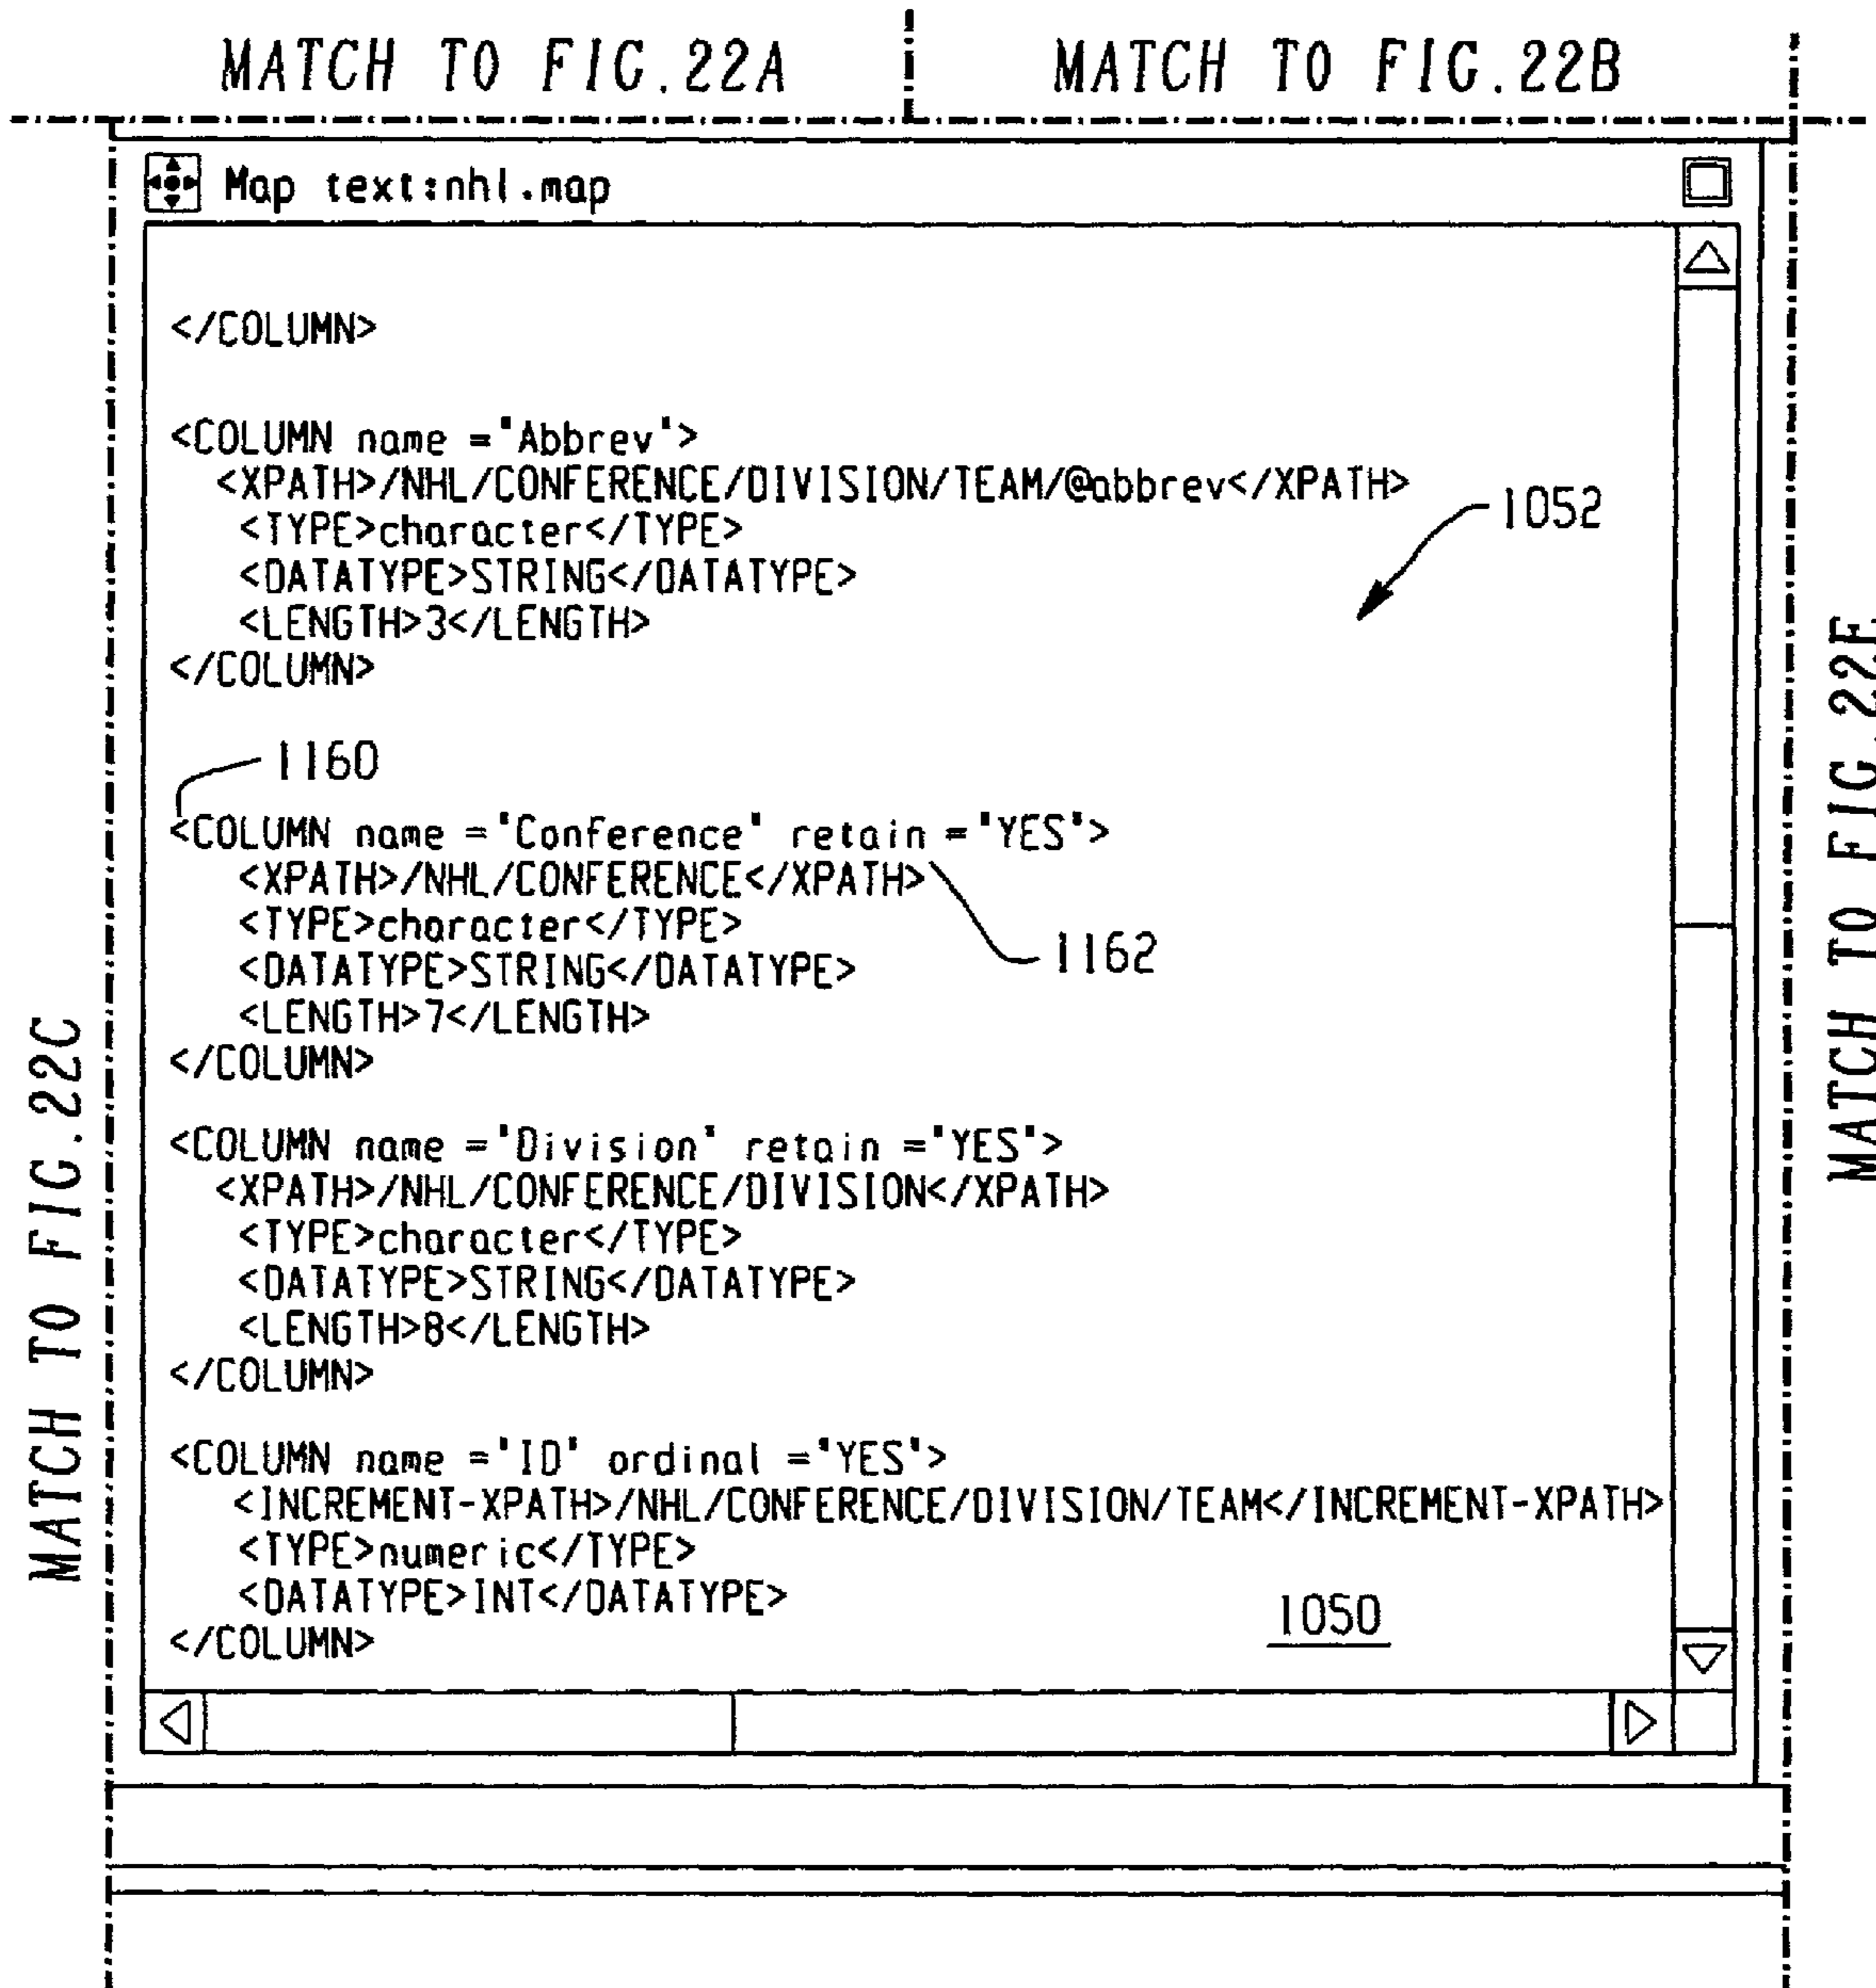 MATCH TO FIG.22A
MATCH TO FIG.22B
Map text:nhl.map
</COLUMN>
<COLUMN name ="Abbrev">
<XPATH>/NHL/CONFERENCE/DIVISION/TEAM/@abbrev</XPATH>
1052
<TYPE>character</TYPE>
<DATATYPE>STRING</DATATYPE>
<LENGTH>3</LENGTH>
</COLUMN>
1160
<COLUMN name ="Conference" retain ="YES">
<XPATH>/NHL/CONFERENCE</XPATH>
<TYPE>character</TYPE>
1162
<DATATYPE>STRING</DATATYPE>
<LENGTH>7</LENGTH>
</COLUMN>
<COLUMN name ="Division" retain ="YES">
<XPATH>/NHL/CONFERENCE/DIVISION</XPATH>
<TYPE>character</TYPE>
<DATATYPE>STRING</DATATYPE>
<LENGTH>8</LENGTH>
</COLUMN>
<COLUMN name ="ID" ordinal ="YES">
<INCREMENT-XPATH>/NHL/CONFERENCE/DIVISION/TEAM</INCREMENT-XPATH>
<TYPE>numeric</TYPE>
<DATATYPE>INT</DATATYPE>
1050
</COLUMN>
MATCH TO FIG.22C
MATCH TO FIG.